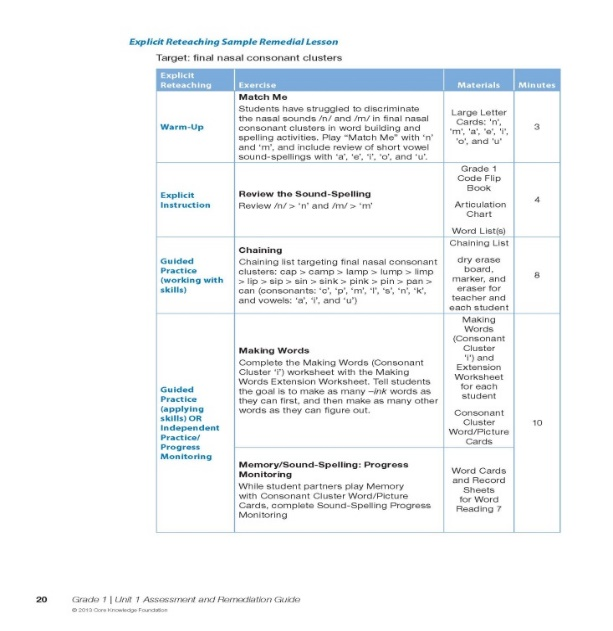 Explicit Reteaching Sample Remedial Lesson
Target: final nasal consonant clusters
Explicit
Reteaching
Exercise
Materials
Minutes
Warm-Up
Match Me
Students have struggled to discriminate
the nasal sounds /n/ and /m/ in final nasal
consonant clusters in word building and
spelling activities. Play “Match Me” with ‘n’
and ‘m’, and include review of short vowel
sound-spellings with ‘a’, ‘e’, ‘i’, ‘o’, and ‘u’.
Large Letter
Cards: ‘n’,
‘m’, ‘a’, ‘e’, ‘i’,
‘o’, and ‘u’
3
Explicit
Instruction
Review the Sound-Spelling
Review /n/ > ‘n’ and /m/ > ‘m’
Grade 1
Code Flip
Book
Articulation
Chart
Word List(s)
4
Guided
Practice
(working with
skills)
Chaining
Chaining list targeting final nasal consonant
clusters: cap > camp > lamp > lump > limp
> lip > sip > sin > sink > pink > pin > pan >
can (consonants: ‘c’, ‘p’, ‘m’, ‘l’, ‘s’, ‘n’, ‘k’,
and vowels: ‘a’, ‘i’, and ‘u’)
Chaining List
dry erase
board,
marker, and
eraser for
teacher and
each student
8
Guided
Practice
(applying
skills) OR
Independent
Practice/
Progress
Monitoring
Making Words
Complete the Making Words (Consonant
Cluster ‘i’) worksheet with the Making
Words Extension Worksheet. Tell students
the goal is to make as many –ink words as
they can first, and then make as many other
words as they can figure out.
Making
Words
(Consonant
Cluster
‘i’) and
Extension
Worksheet
for each
student
Consonant
Cluster
Word/Picture
Cards
10
Memory/Sound-Spelling: Progress
Monitoring
While student partners play Memory
with Consonant Cluster Word/Picture
Cards, complete Sound-Spelling Progress
Monitoring
Word Cards
and Record
Sheets
for Word
Reading 7
20 Grade 1 | Unit 1 Assessment and Remediation Guide
© 2013 Core Knowledge Foundation